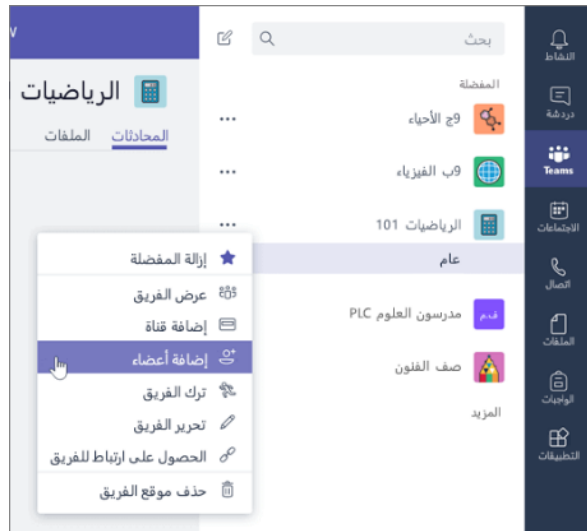 النشاط
دردشة
Teams
الاجتماعات
اتصال
الملفات
الواجبات
التطبيقات
بحث
المفضلة
9ج الأحياء
9ب الفيزياء
الرياضيات 101
عام
مدرسون العلوم PLC
صف الفنون
المزيد
الرياضيات
المحادثات الملفات
إزالة المفضلة
عرض الفريق
إضافة قناة
إضافة أعضاء
ترك الفريق
تحرير الفريق
الحصول على ارتباط للفريق
حذف موقع الفريق